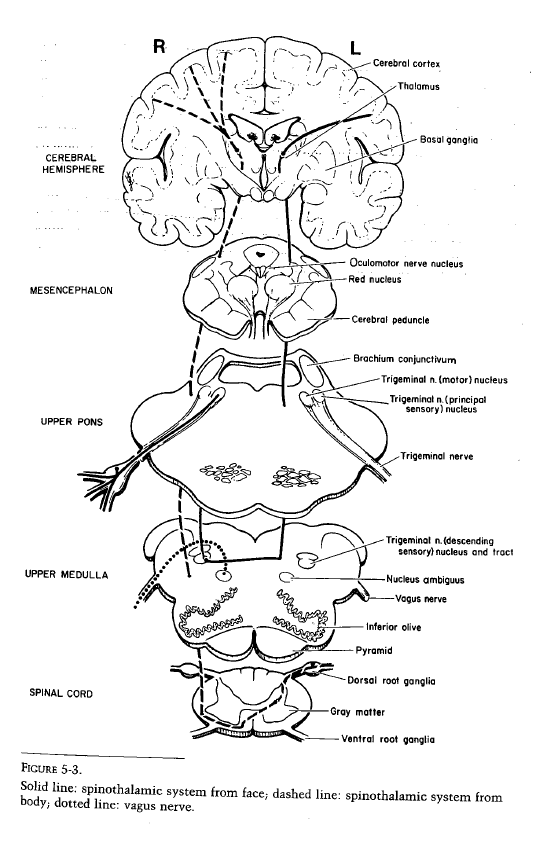 R
L
Cerebral cortex
Thalamus
Basal ganglia
CEREBRAL
HEMISPHERE
Oculomotor nerve nucleus
Red nucleus
MESENCEPHALON
Cerebral peduncle
Brachium conjunctivum
Trigeminal n. (motor) nucleus
Trigeminal n. (principal
sensory) nucleus
UPPER PONS
Trigeminal nerve
Trigeminal n. (descending
sensory) nucleus and tract
UPPER MEDULLA
Nucleus ambiguus
Vagus nerve
Inferior olive
Pyramid
Dorsal root ganglia
SPINAL CORD
Gray matter
Ventral root ganglia
FIGURE 5-3.
Solid line: spinothalamic system from face; dashed line: spinothalamic system from
body; dotted line: vagus nerve.